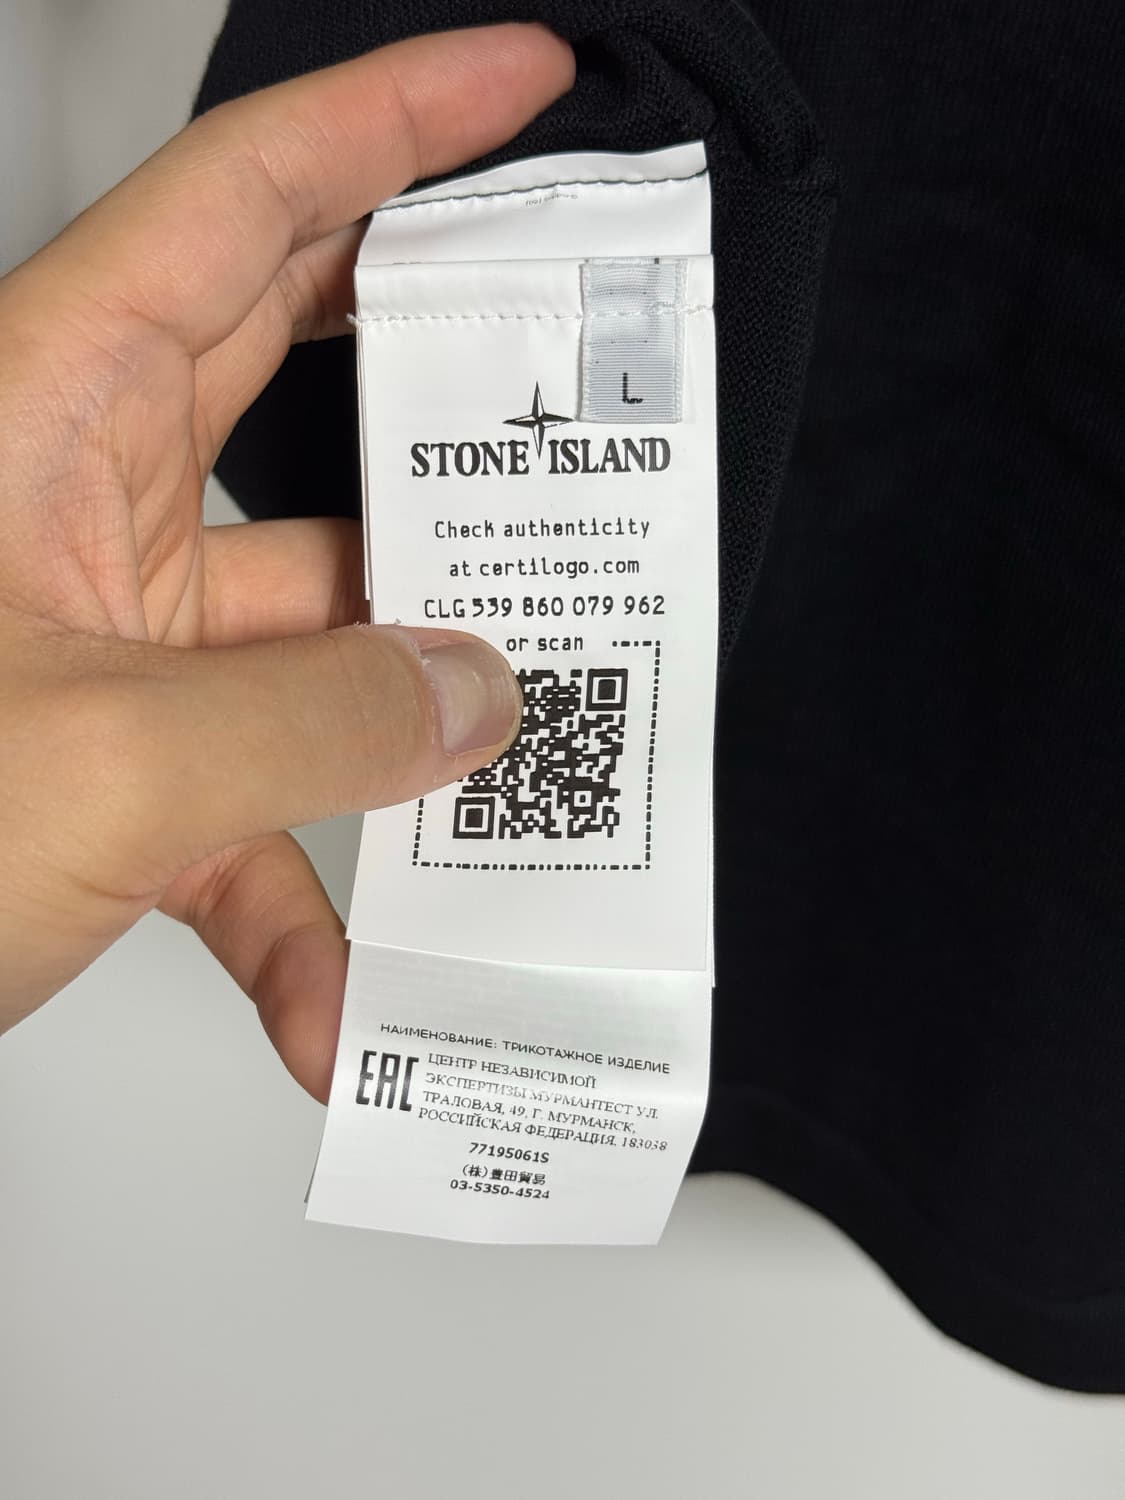 L
STONE ISLAND
Check authenticity
at certilogo.com
CLG 539 860 079 962
or scan
НАИМЕНОВАНИЕ: ТРИКОТАЖНОЕ ИЗДЕЛИЕ
EAC
ЦЕНТР НЕЗАВИСИМОЙ
ЭКСПЕРТИЗЫ МУРМАНТЕСТ УЛ.
ТРАЛОВАЯ, 49, Г. МУРМАНСК,
РОССИЙСКАЯ ФЕДЕРАЦИЯ. 183038
77195061S
(株)豊田貿易
03-5350-4524